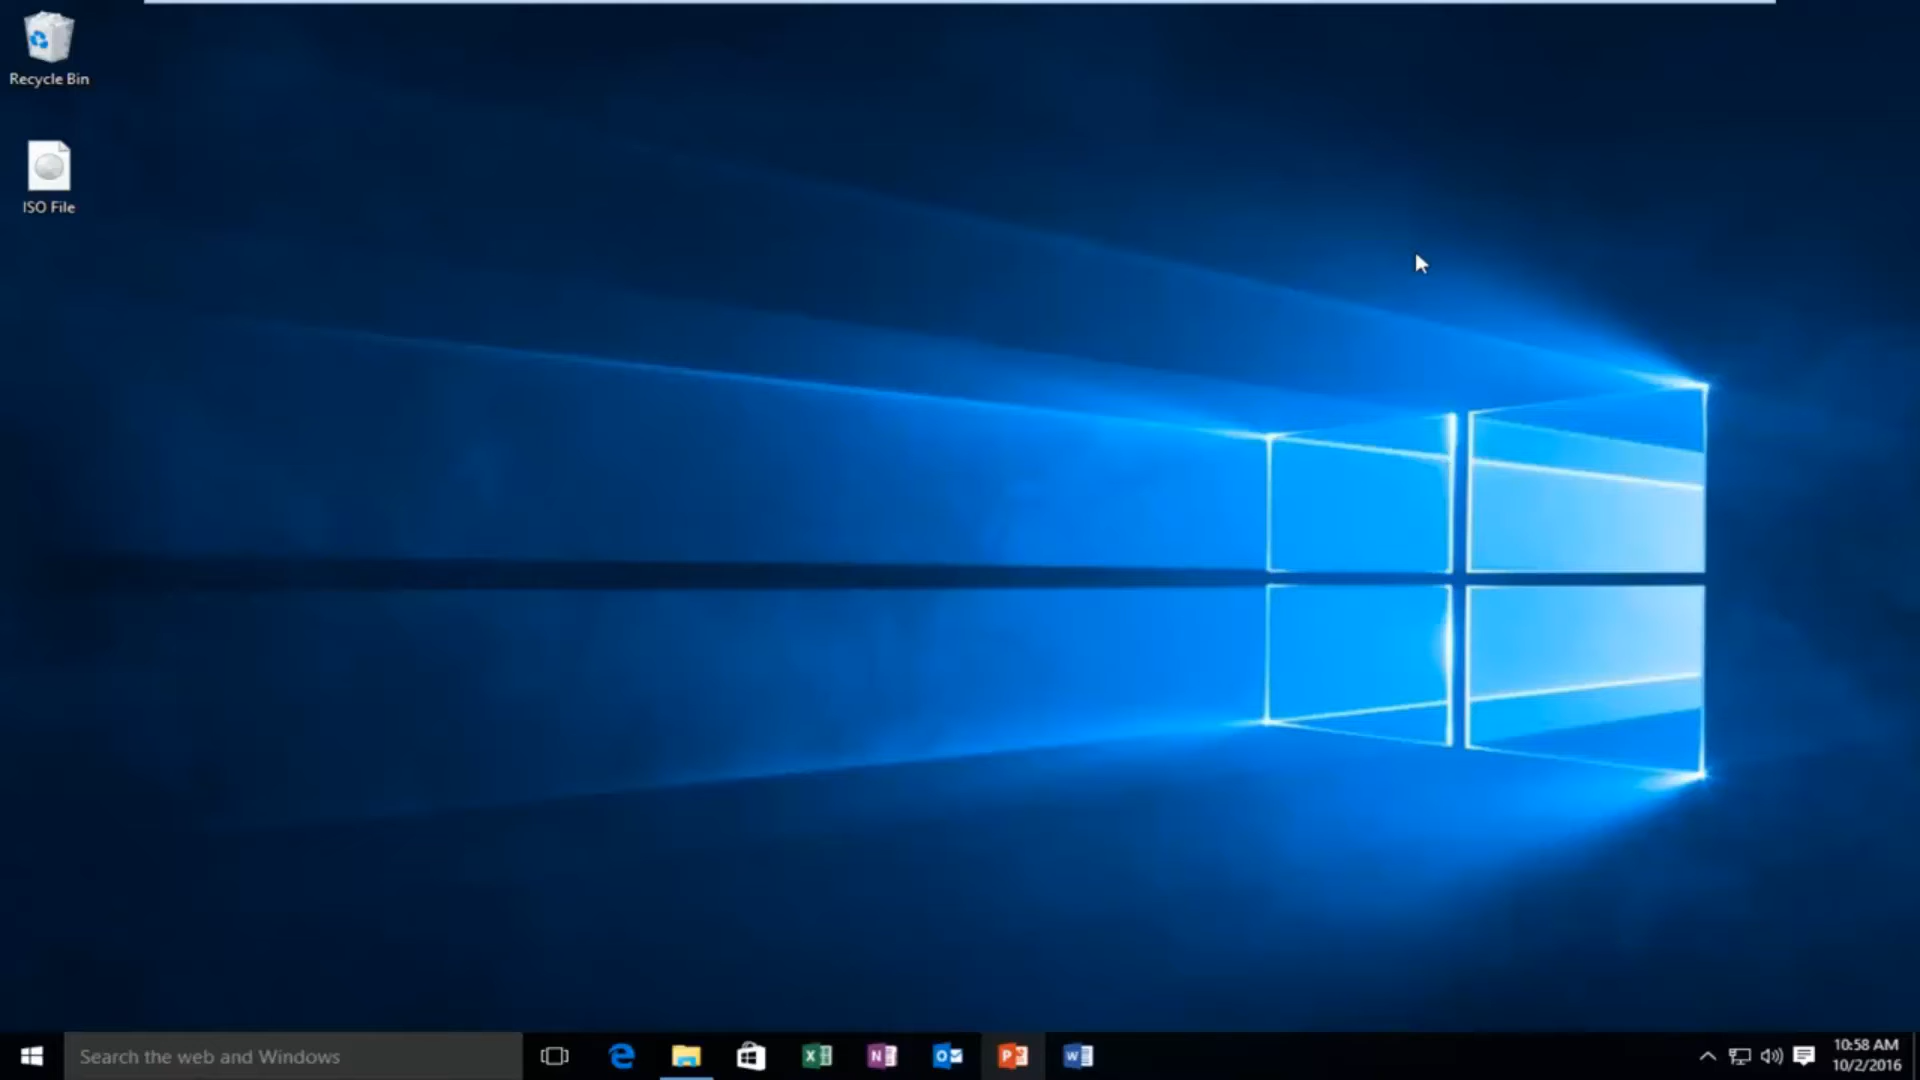 Recycle Bin
ISO File
Search the web and Windows
10:58 AM
10/2/2016